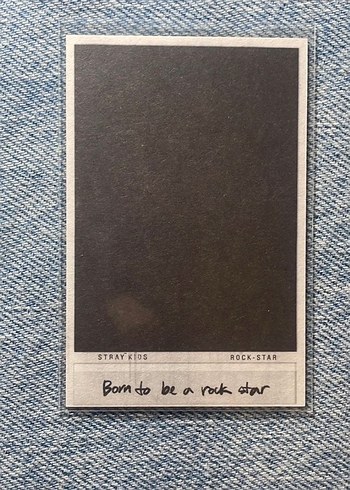 STRAY KIDS ROCK-STAR
Born to be a rock star